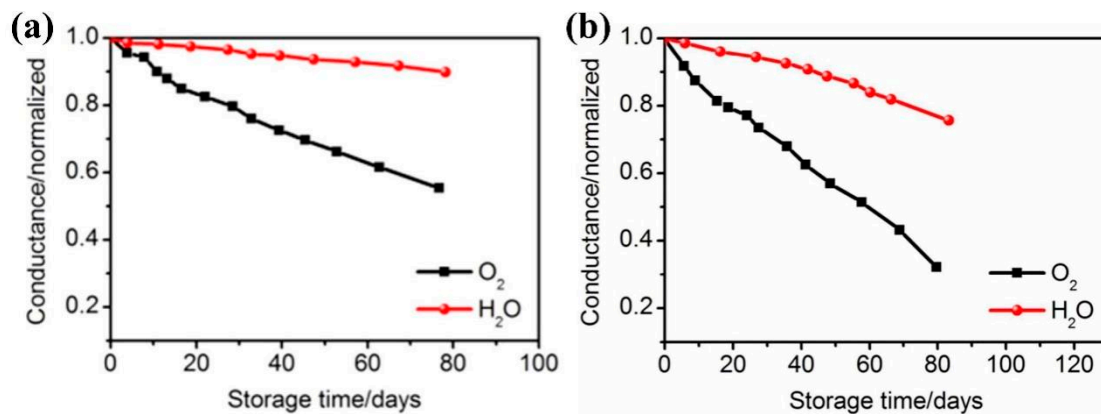 (a)
Conductance/normalized
1.0
0.8
0.6
0.4
0.2
O₂
H₂O
0 20 40 60 80 100
Storage time/days
(b)
Conductance/normalized
1.0
0.8
0.6
0.4
0.2
O₂
H₂O
0 20 40 60 80 100 120
Storage time/days